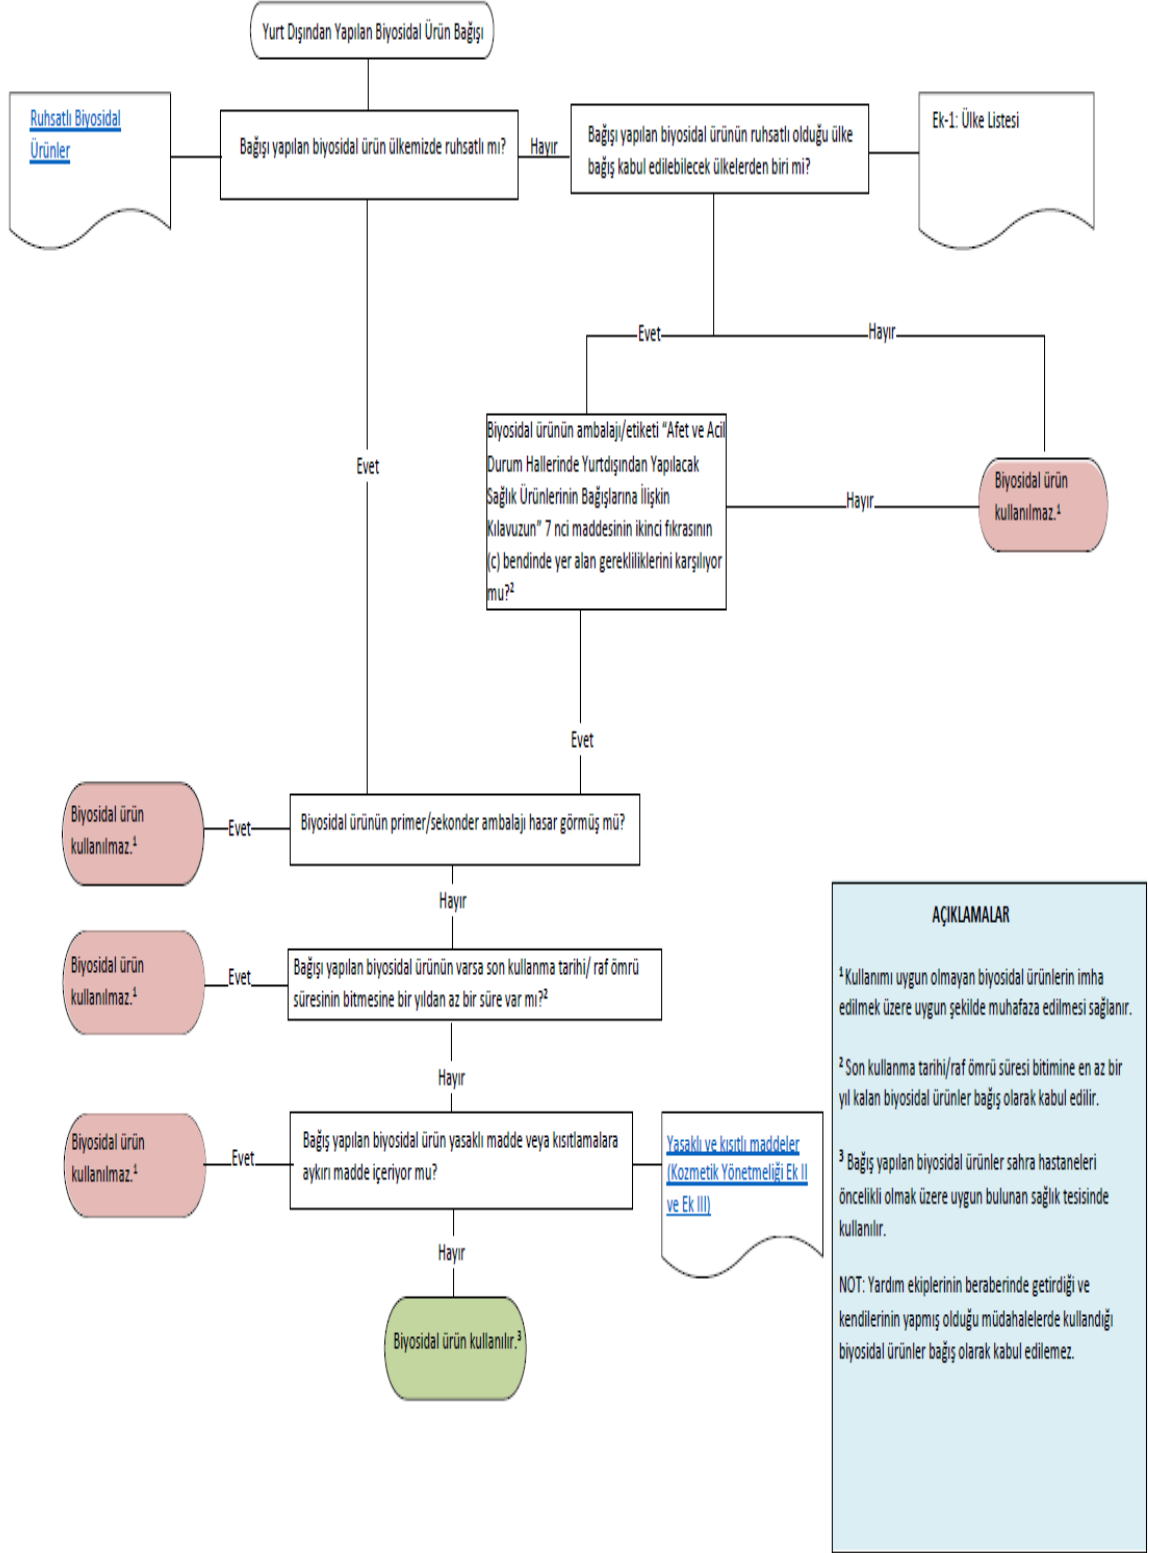 Yurt Dışından Yapılan Biyosidal Ürün Bağışı
Ruhsatlı Biyosidal
Ürünler
Bağışı yapılan biyosidal ürün ülkemizde ruhsatlı mı?
Hayır
Bağışı yapılan biyosidal ürünün ruhsatlı olduğu ülke
bağış kabul edilebilecek ülkelerden biri mi?
Ek-1: Ülke Listesi
Evet
Hayır
Evet
Biyosidal ürünün ambalajı/etiketi “Afet ve Acil
Durum Hallerinde Yurtdışından Yapılacak
Sağlık Ürünlerinin Bağışlarına İlişkin
Kılavuzun” 7 nci maddesinin ikinci fıkrasının
(c) bendinde yer alan gerekliliklerini karşılıyor
mu?²
Hayır
Biyosidal ürün
kullanılmaz.¹
Evet
Biyosidal ürün
kullanılmaz.¹
Evet
Biyosidal ürünün primer/sekonder ambalajı hasar görmüş mü?
Hayır
Biyosidal ürün
kullanılmaz.¹
Evet
Bağışı yapılan biyosidal ürünün varsa son kullanma tarihi/ raf ömrü
süresinin bitmesine bir yıldan az bir süre var mı?²
Hayır
Biyosidal ürün
kullanılmaz.¹
Evet
Bağış yapılan biyosidal ürün yasaklı madde veya kısıtlamalara
aykırı madde içeriyor mu?
Yasaklı ve kısıtlı maddeler
(Kozmetik Yönetmeliği Ek II
ve Ek III)
Hayır
Biyosidal ürün kullanılır.³
AÇIKLAMALAR
¹ Kullanımı uygun olmayan biyosidal ürünlerin imha
edilmek üzere uygun şekilde muhafaza edilmesi sağlanır.
² Son kullanma tarihi/raf ömrü süresi bitimine en az bir
yıl kalan biyosidal ürünler bağış olarak kabul edilir.
³ Bağış yapılan biyosidal ürünler sahra hastaneleri
öncelikli olmak üzere uygun bulunan sağlık tesisinde
kullanılır.
NOT: Yardım ekiplerinin beraberinde getirdiği ve
kendilerinin yapmış olduğu müdahalelerde kullandığı
biyosidal ürünler bağış olarak kabul edilemez.